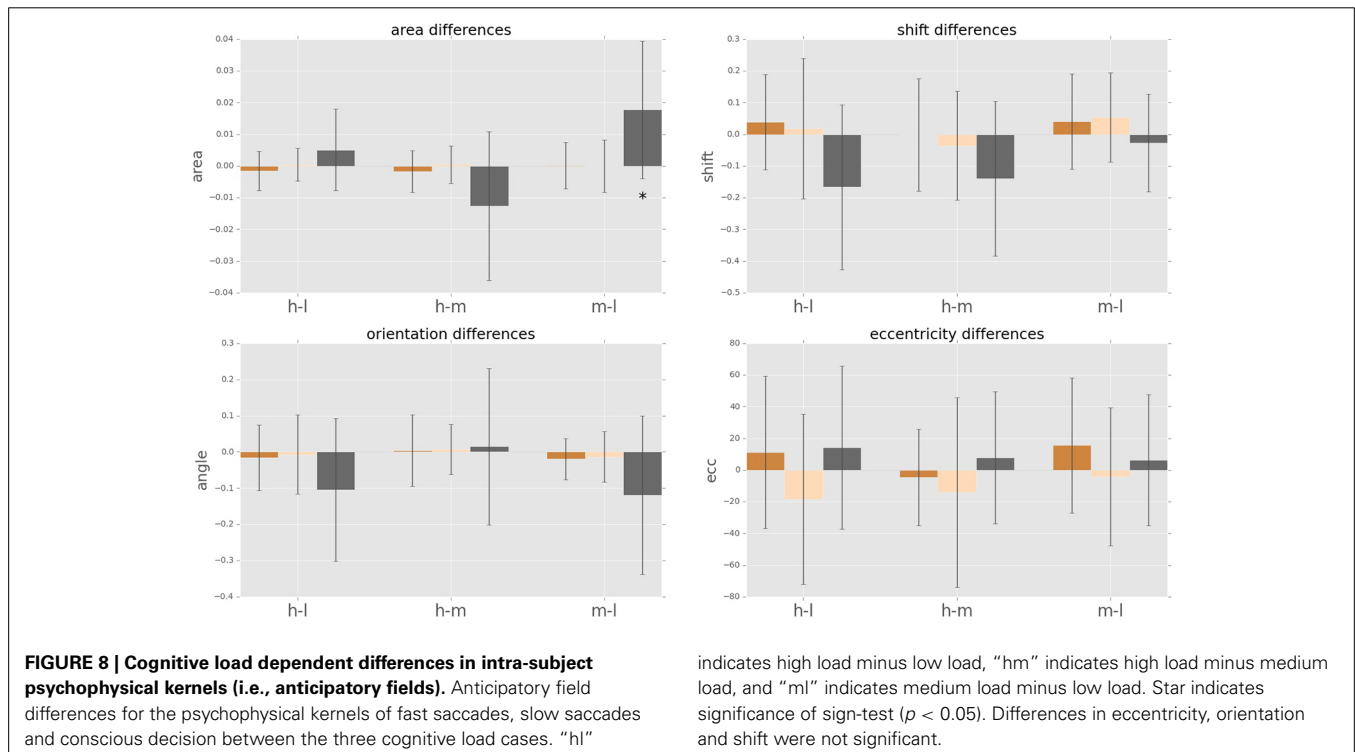 area differences
0.04
0.03
0.02
0.01
0.00
−0.01
−0.02
−0.03
−0.04
area
*
h-l h-m m-l
shift differences
0.3
0.2
0.1
0.0
−0.1
−0.2
−0.3
−0.4
−0.5
shift
h-l h-m m-l
orientation differences
0.3
0.2
0.1
0.0
−0.1
−0.2
−0.3
−0.4
angle
h-l h-m m-l
eccentricity differences
80
60
40
20
0
−20
−40
−60
−80
ecc
h-l h-m m-l
FIGURE 8 | Cognitive load dependent differences in intra-subject
psychophysical kernels (i.e., anticipatory fields). Anticipatory field
differences for the psychophysical kernels of fast saccades, slow saccades
and conscious decision between the three cognitive load cases. “hl”
indicates high load minus low load, “hm” indicates high load minus medium
load, and “ml” indicates medium load minus low load. Star indicates
significance of sign-test (p < 0.05). Differences in eccentricity, orientation
and shift were not significant.